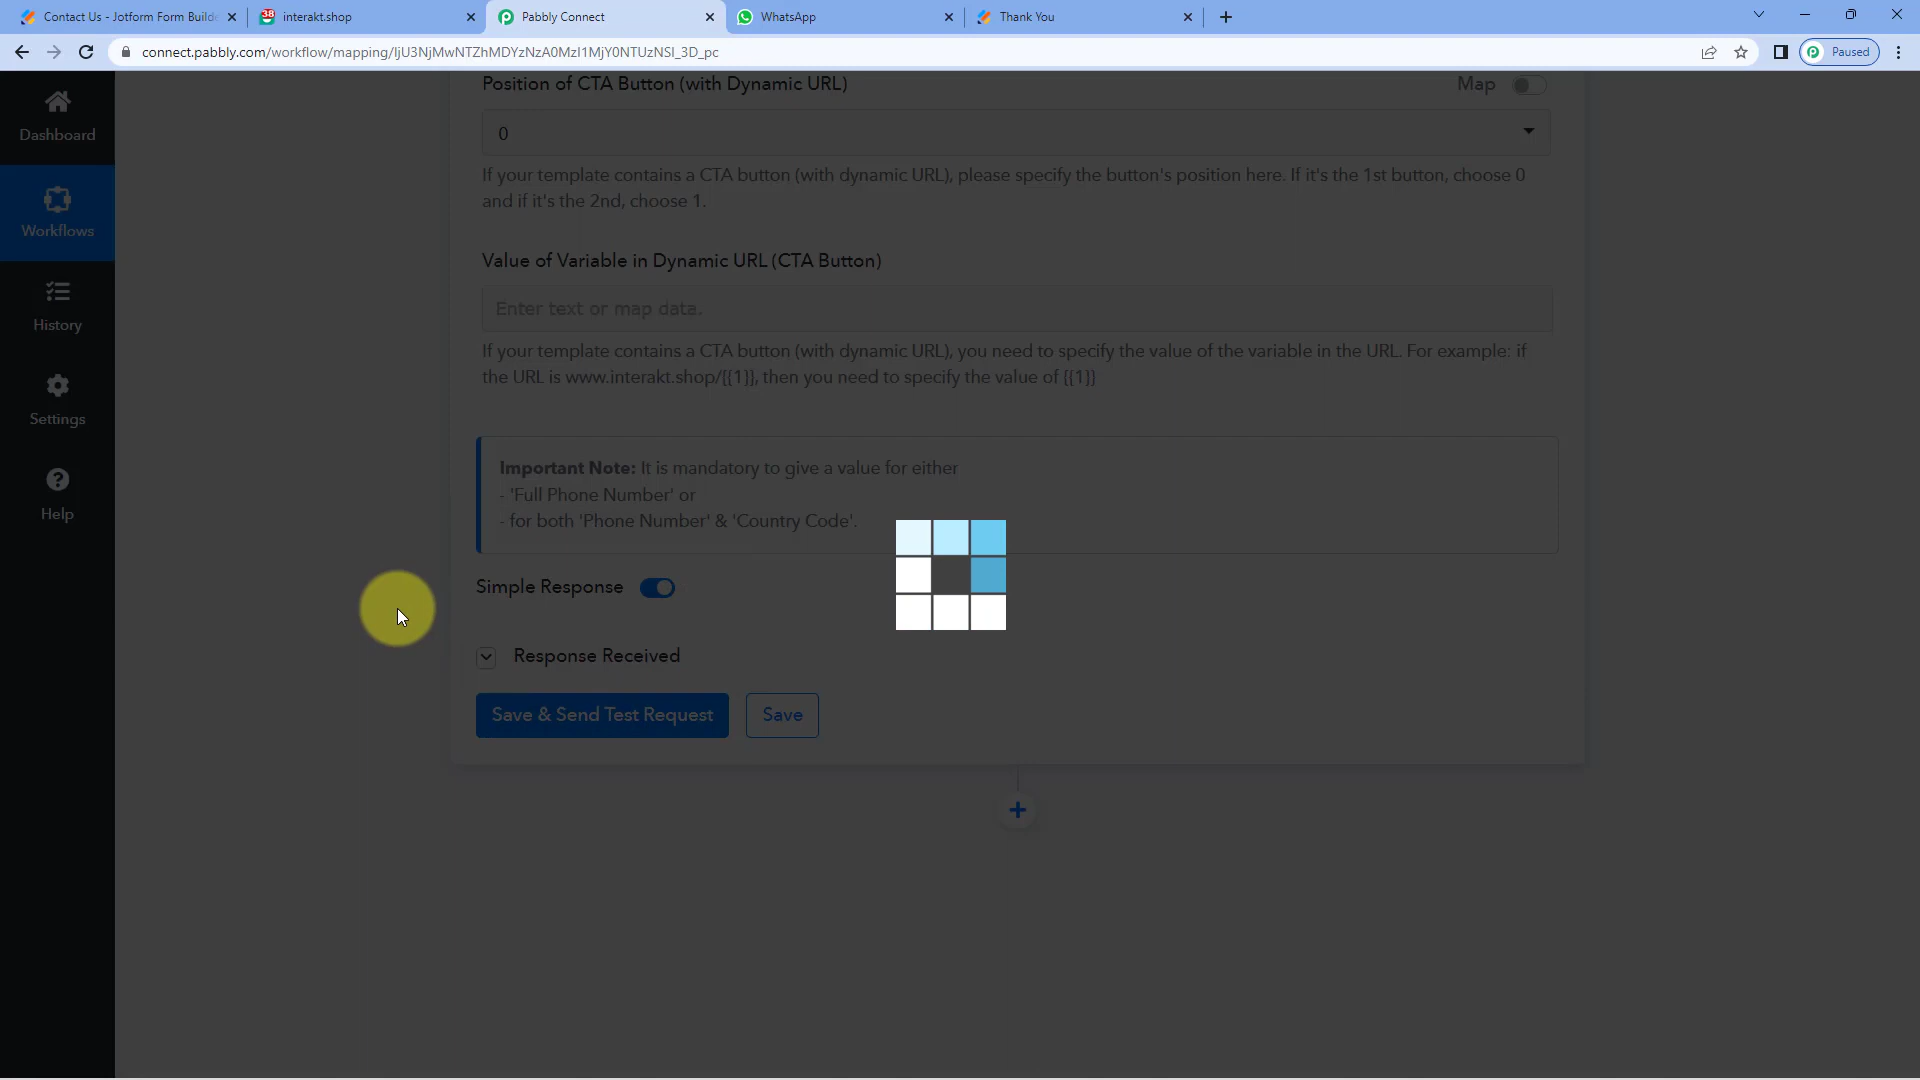 Contact Us - Jotform Form Builde
38
interakt.shop
Pabbly Connect
WhatsApp
Thank You
connect.pabbly.com/workflow/mapping/IjU3NjMwNTZhMDYzNzA0MzI1MjY0NTUzNSI_3D_pc
Paused
Dashboard
Workflows
History
Settings
Help
Position of CTA Button (with Dynamic URL)
Map
0
If your template contains a CTA button (with dynamic URL), please specify the button's position here. If it's the 1st button, choose 0
and if it's the 2nd, choose 1.
Value of Variable in Dynamic URL (CTA Button)
Enter text or map data.
If your template contains a CTA button (with dynamic URL), you need to specify the value of the variable in the URL. For example: if
the URL is www.interakt.shop/[{1}], then you need to specify the value of {{1}}
Important Note: It is mandatory to give a value for either
- 'Full Phone Number' or
- for both 'Phone Number' & 'Country Code'.
Simple Response
Response Received
Save & Send Test Request
Save